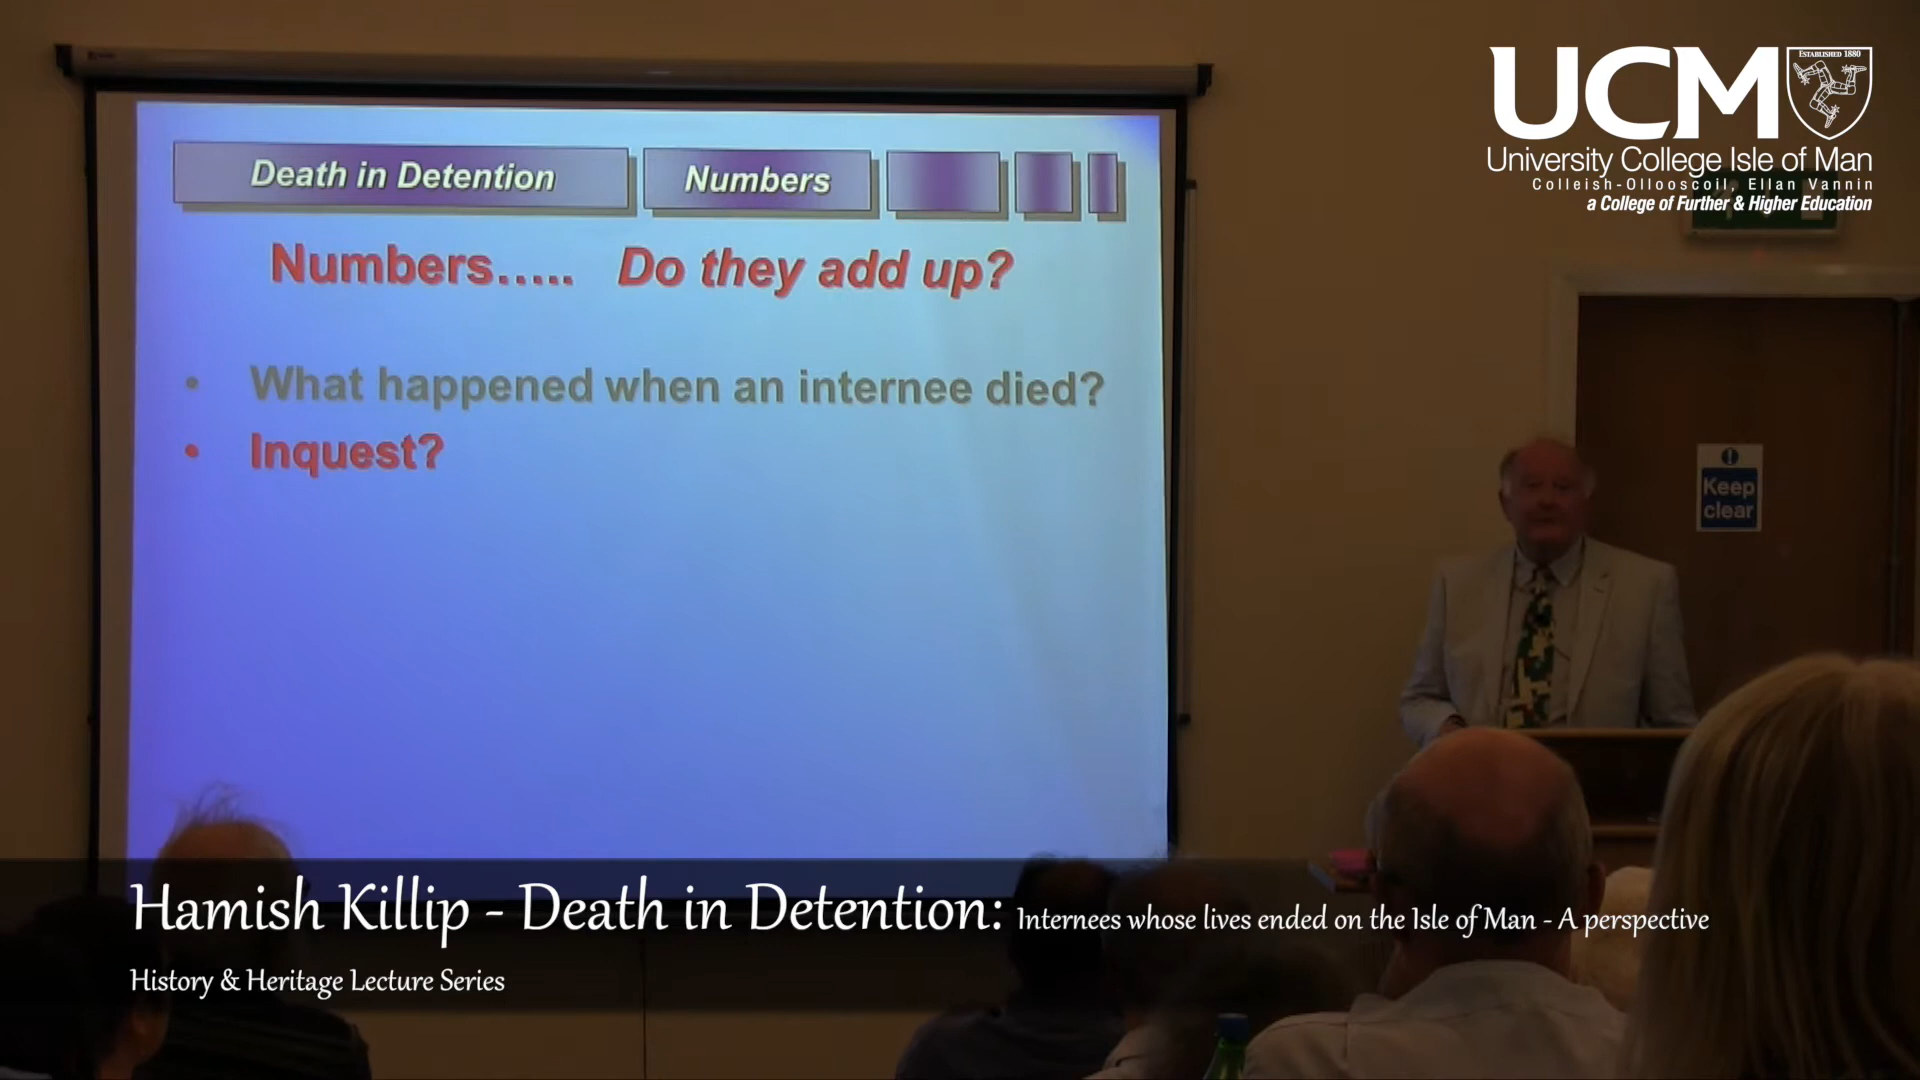 ESTABLISHED 1880
UCM
University College Isle of Man
Colleish-Ollooscoil, Ellan Vannin
a College of Further & Higher Education
Death in Detention
Numbers
Numbers..... Do they add up?
• What happened when an internee died?
• Inquest?
Keep
clear
Hamish Killip - Death in Detention: Internees whose lives ended on the Isle of Man - A perspective
History & Heritage Lecture Series